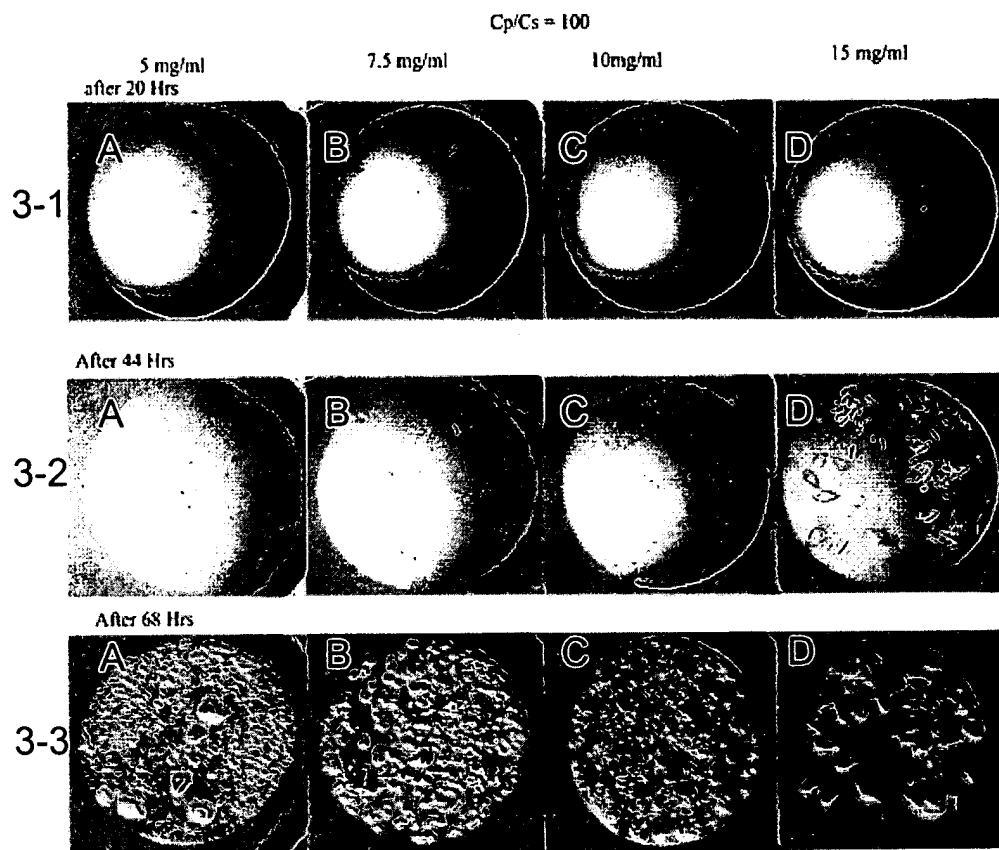 Cp/Cs = 100
5 mg/ml 7.5 mg/ml 10mg/ml 15 mg/ml
after 20 Hrs
3-1 A B C D
After 44 Hrs
3-2 A B C D
After 68 Hrs
3-3 A B C D